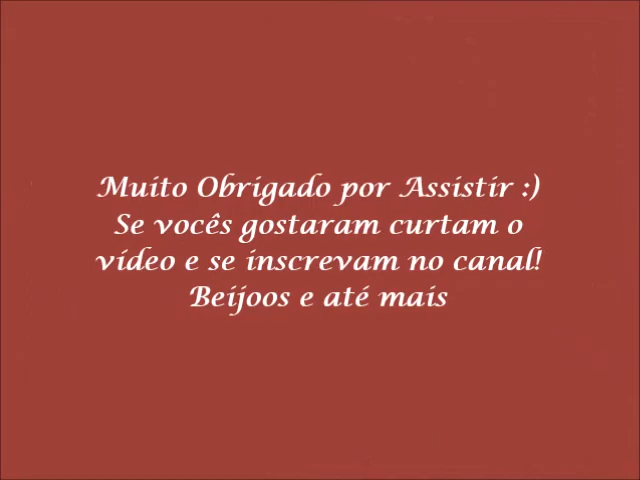 Muito Obrigado por Assistir :)
Se vocês gostaram curtam o
vídeo e se inscrevam no canal!
Beijoos e até mais